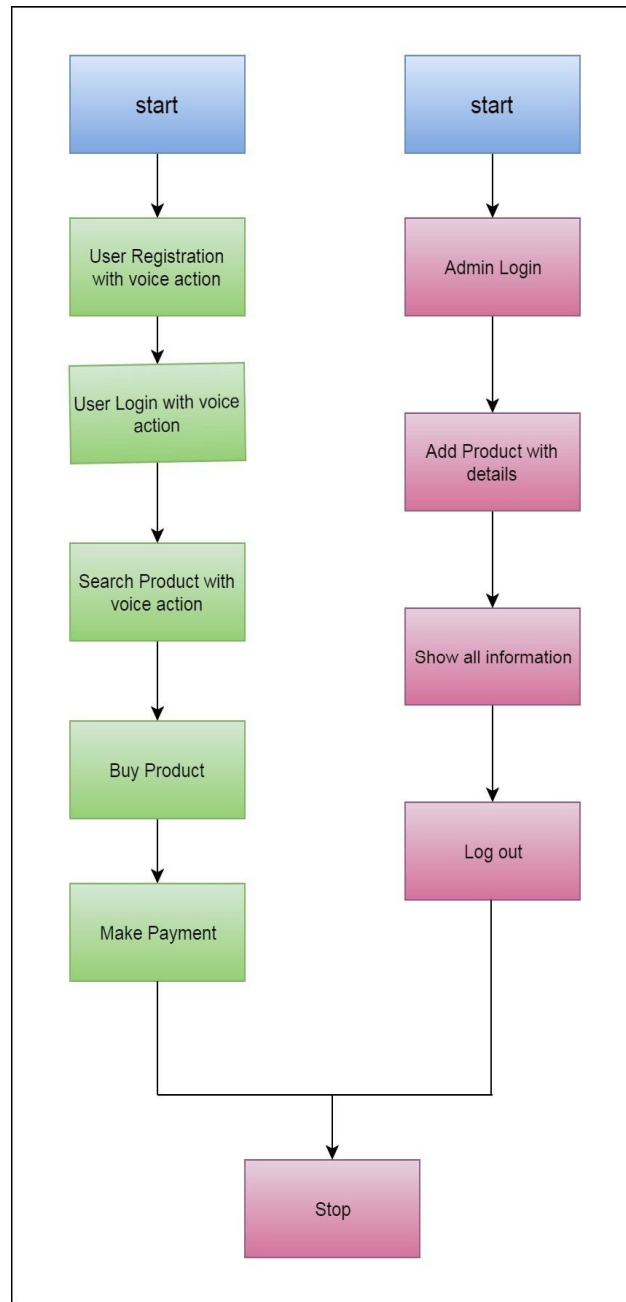 start
User Registration
with voice action
User Login with voice
action
Search Product with
voice action
Buy Product
Make Payment
start
Admin Login
Add Product with
details
Show all information
Log out
Stop